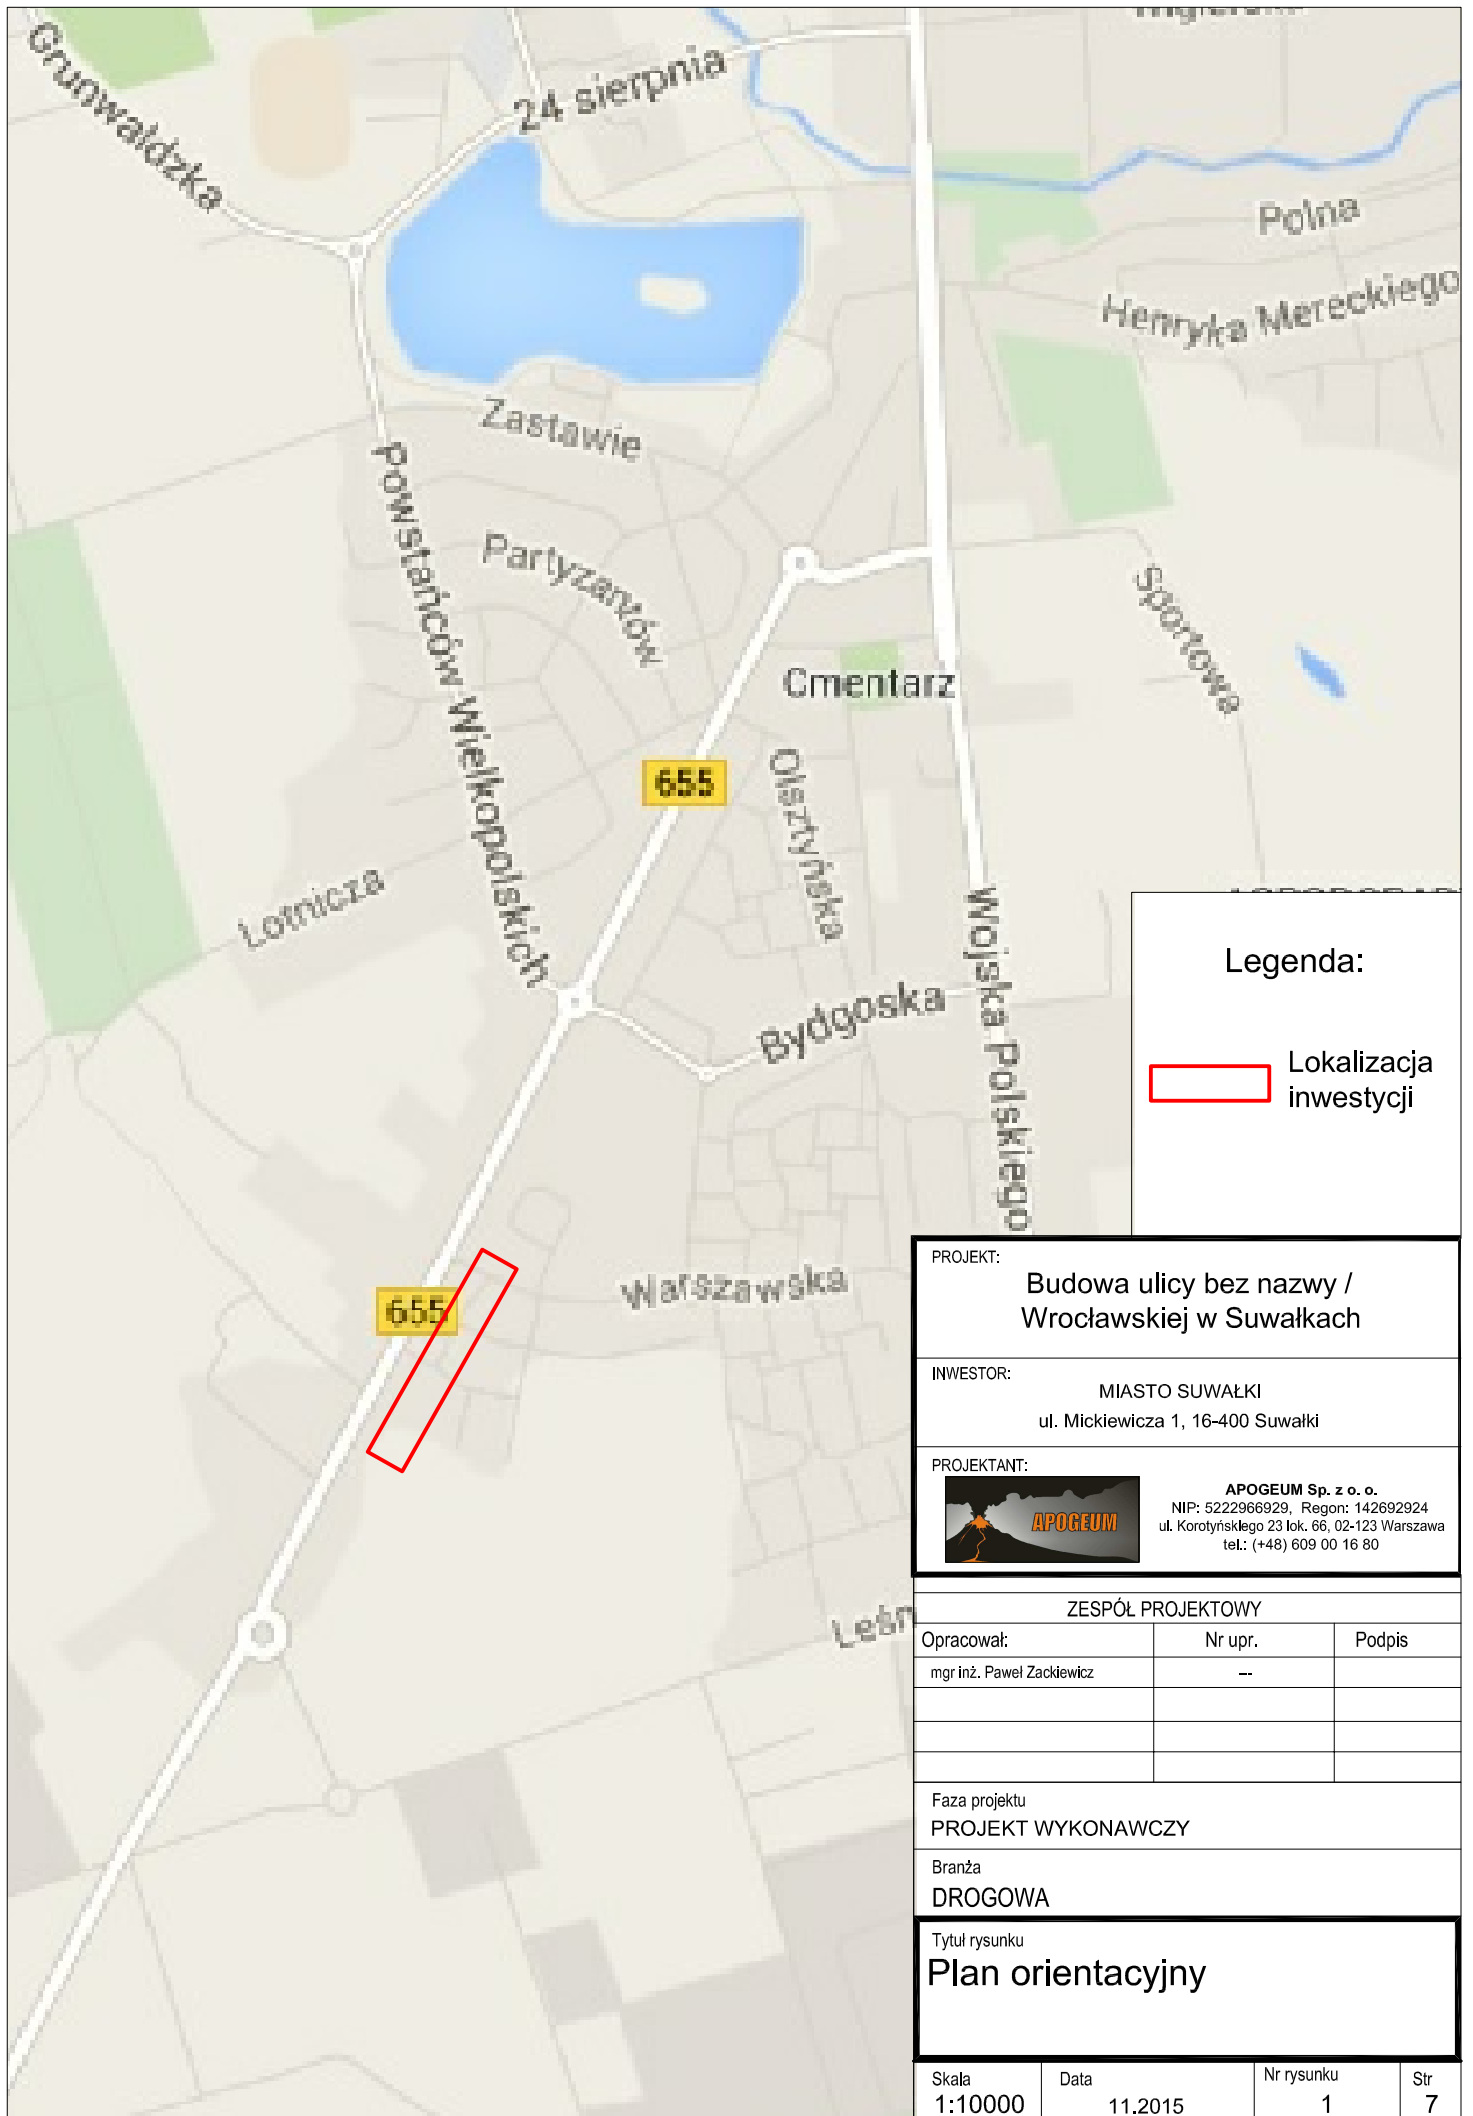 Grunwaldzka
24 sierpnia
Polna
Henryka Mereckiego
Zastawie
Powstańców Wielkopolskich
Partyzantów
Sportowa
Cmentarz
655
Olsztyńska
Lotnicza
Wojska Polskiego
Bydgoska
Legenda:
Lokalizacja
inwestycji
655
Warszawska
Leśn
PROJEKT:
Budowa ulicy bez nazwy /
Wrocławskiej w Suwałkach
INWESTOR:
MIASTO SUWAŁKI
ul. Mickiewicza 1, 16-400 Suwałki
PROJEKTANT:
APOGEUM
APOGEUM Sp. z o. o.
NIP: 5222966929, Regon: 142692924
ul. Korotyńskiego 23 lok. 66, 02-123 Warszawa
tel.: (+48) 609 00 16 80
ZESPÓŁ PROJEKTOWY
Opracował: Nr upr. Podpis
mgr inż. Paweł Zackiewicz --
Faza projektu
PROJEKT WYKONAWCZY
Branża
DROGOWA
Tytuł rysunku
Plan orientacyjny
Skala Data Nr rysunku Str
1:10000 11.2015 1 7